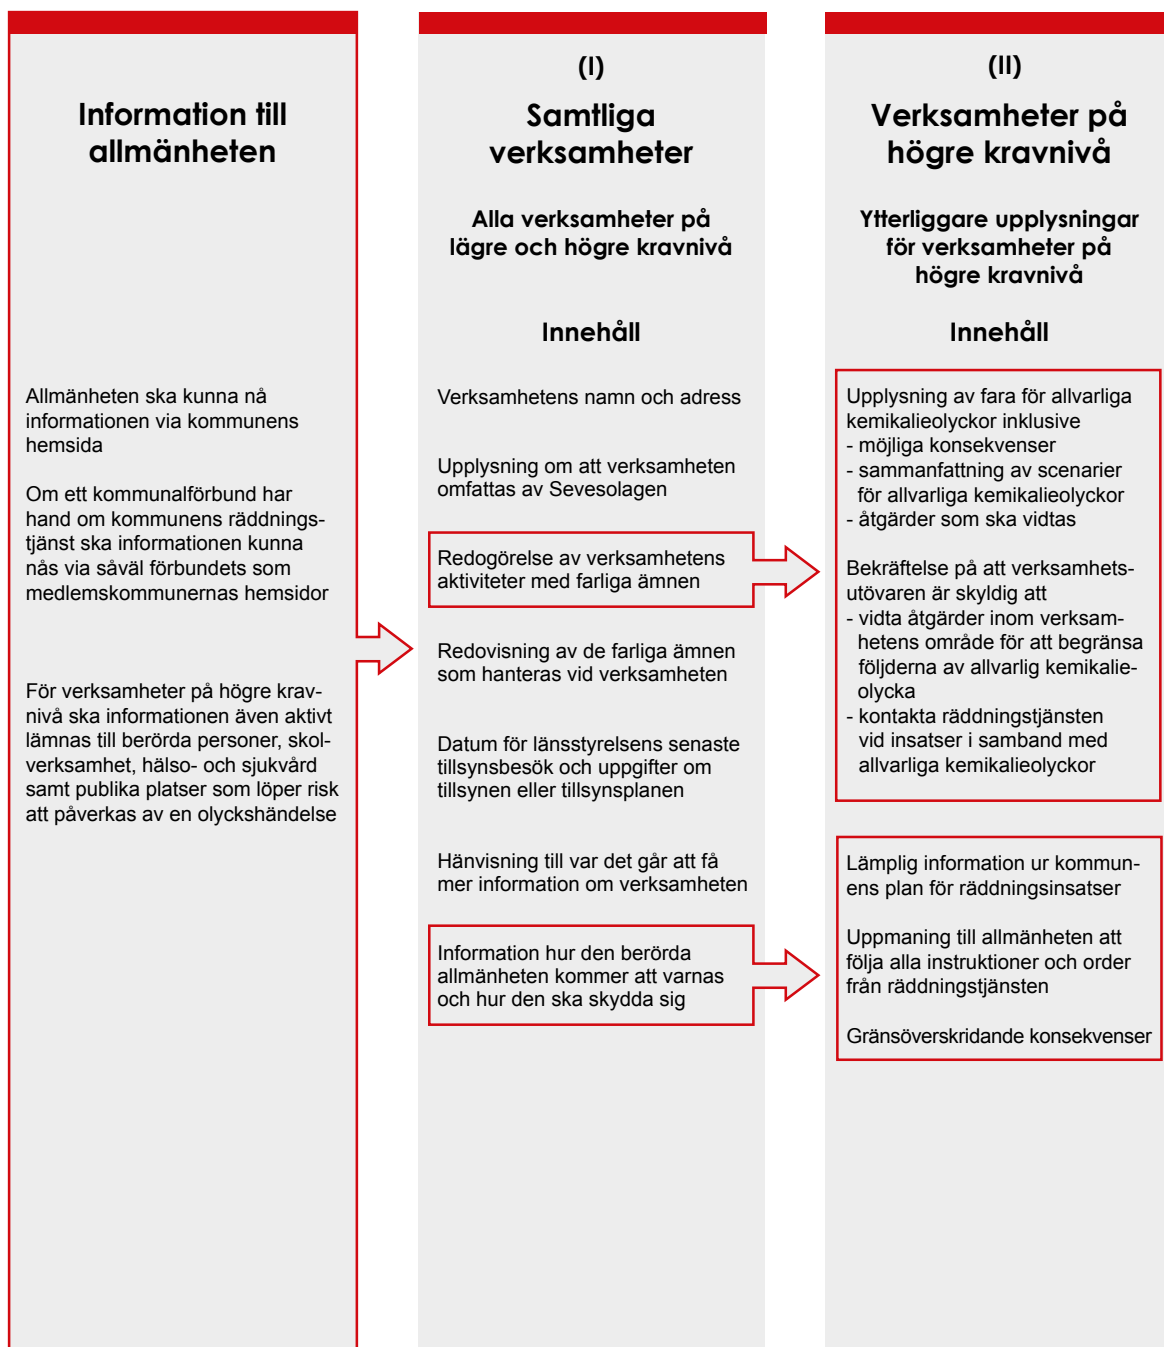 Information till
allmänheten
Allmänheten ska kunna nå
informationen via kommunens
hemsida
Om ett kommunalförbund har
hand om kommunens räddnings-
tjänst ska informationen kunna
nås via såväl förbundets som
medlemskommunernas hemsidor
För verksamheter på högre krav-
nivå ska informationen även aktivt
lämnas till berörda personer, skol-
verksamhet, hälso- och sjukvård
samt publika platser som löper risk
att påverkas av en olyckshändelse
(I)
Samtliga
verksamheter
Alla verksamheter på
lägre och högre kravnivå
Innehåll
Verksamhetens namn och adress
Upplysning om att verksamheten
omfattas av Sevesolagen
Redogörelse av verksamhetens
aktiviteter med farliga ämnen
Redovisning av de farliga ämnen
som hanteras vid verksamheten
Datum för länsstyrelsens senaste
tillsynsbesök och uppgifter om
tillsynen eller tillsynsplanen
Hänvisning till var det går att få
mer information om verksamheten
Information hur den berörda
allmänheten kommer att varnas
och hur den ska skydda sig
(II)
Verksamheter på
högre kravnivå
Ytterliggare upplysningar
för verksamheter på
högre kravnivå
Innehåll
Upplysning av fara för allvarliga
kemikalieolyckor inklusive
- möjliga konsekvenser
- sammanfattning av scenarier
för allvarliga kemikalieolyckor
- åtgärder som ska vidtas
Bekräftelse på att verksamhets-
utövaren är skyldig att
- vidta åtgärder inom verksam-
hetens område för att begränsa
följderna av allvarlig kemikalie-
olycka
- kontakta räddningstjänsten
vid insatser i samband med
allvarliga kemikalieolyckor
Lämplig information ur kommun-
ens plan för räddningsinsatser
Uppmaning till allmänheten att
följa alla instruktioner och order
från räddningstjänsten
Gränsöverskridande konsekvenser